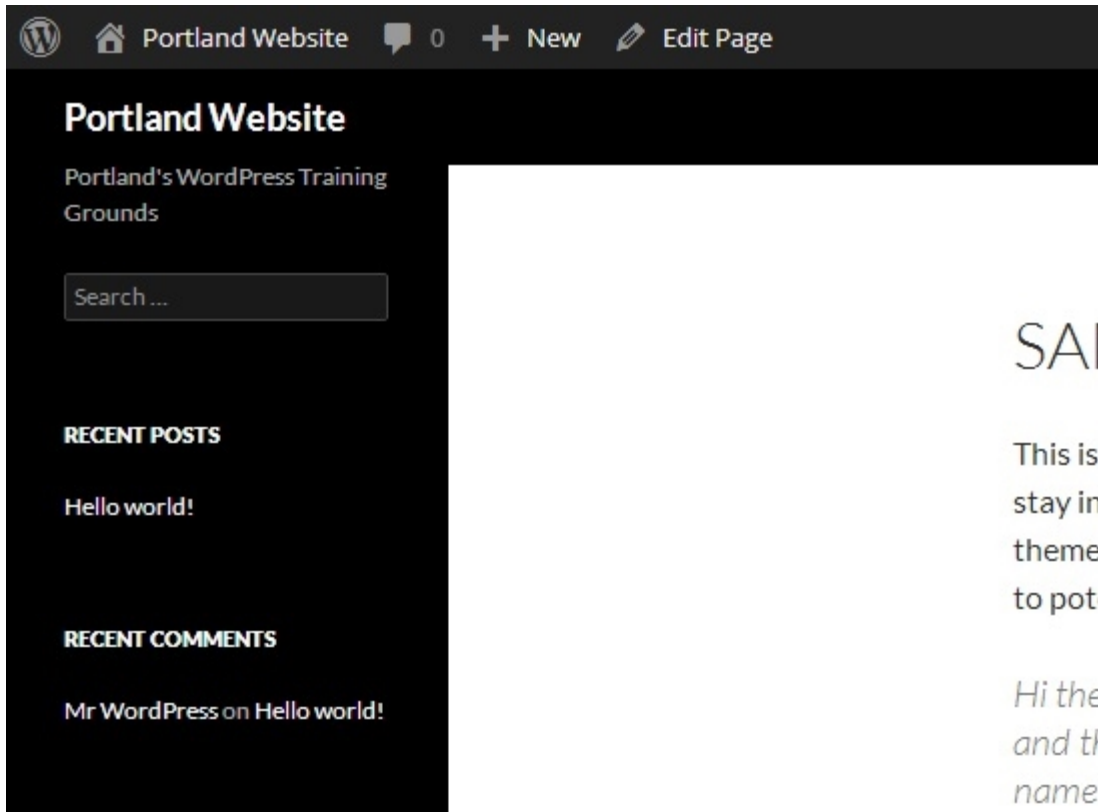 Portland Website 0 New Edit Page
Portland Website
Portland's WordPress Training
Grounds
Search ...
RECENT POSTS
Hello world!
RECENT COMMENTS
Mr WordPress on Hello world!
This is
stay in
theme
to pot
Hi the
and th
name